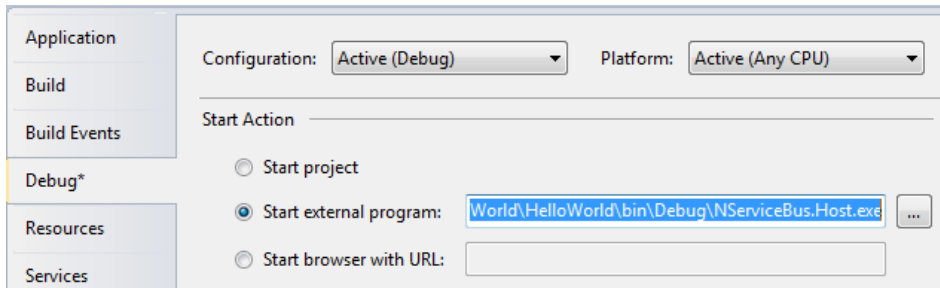 Application
Configuration: Active (Debug) Platform: Active (Any CPU)
Build
Start Action
Build Events
Start project
Debug*
Start external program: World\HelloWorld\bin\Debug\NServiceBus.Host.exe ...
Resources
Start browser with URL:
Services